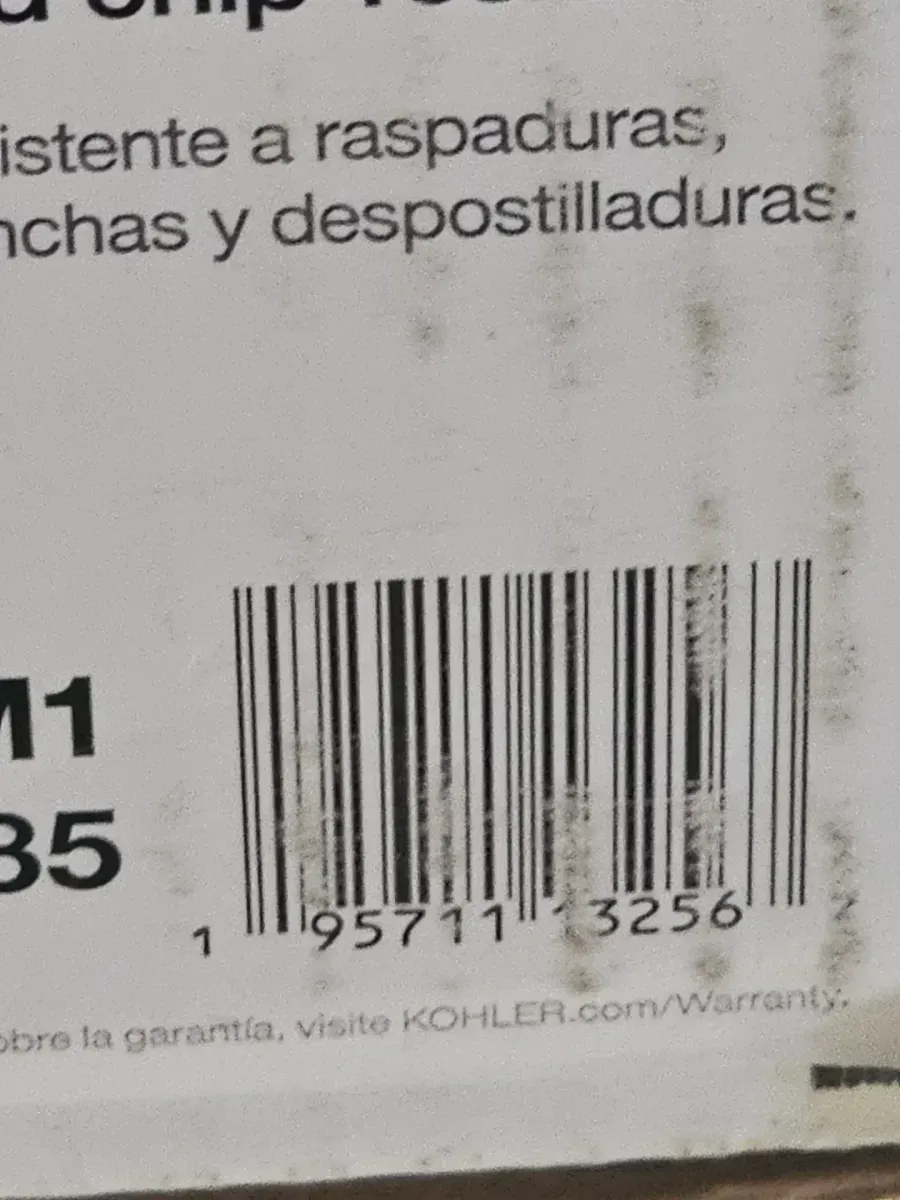 istente a raspaduras,
nchas y despostilladuras.
M1
35
1 95711 13256
obre la garantía, visite KOHLER.com/Warranty.